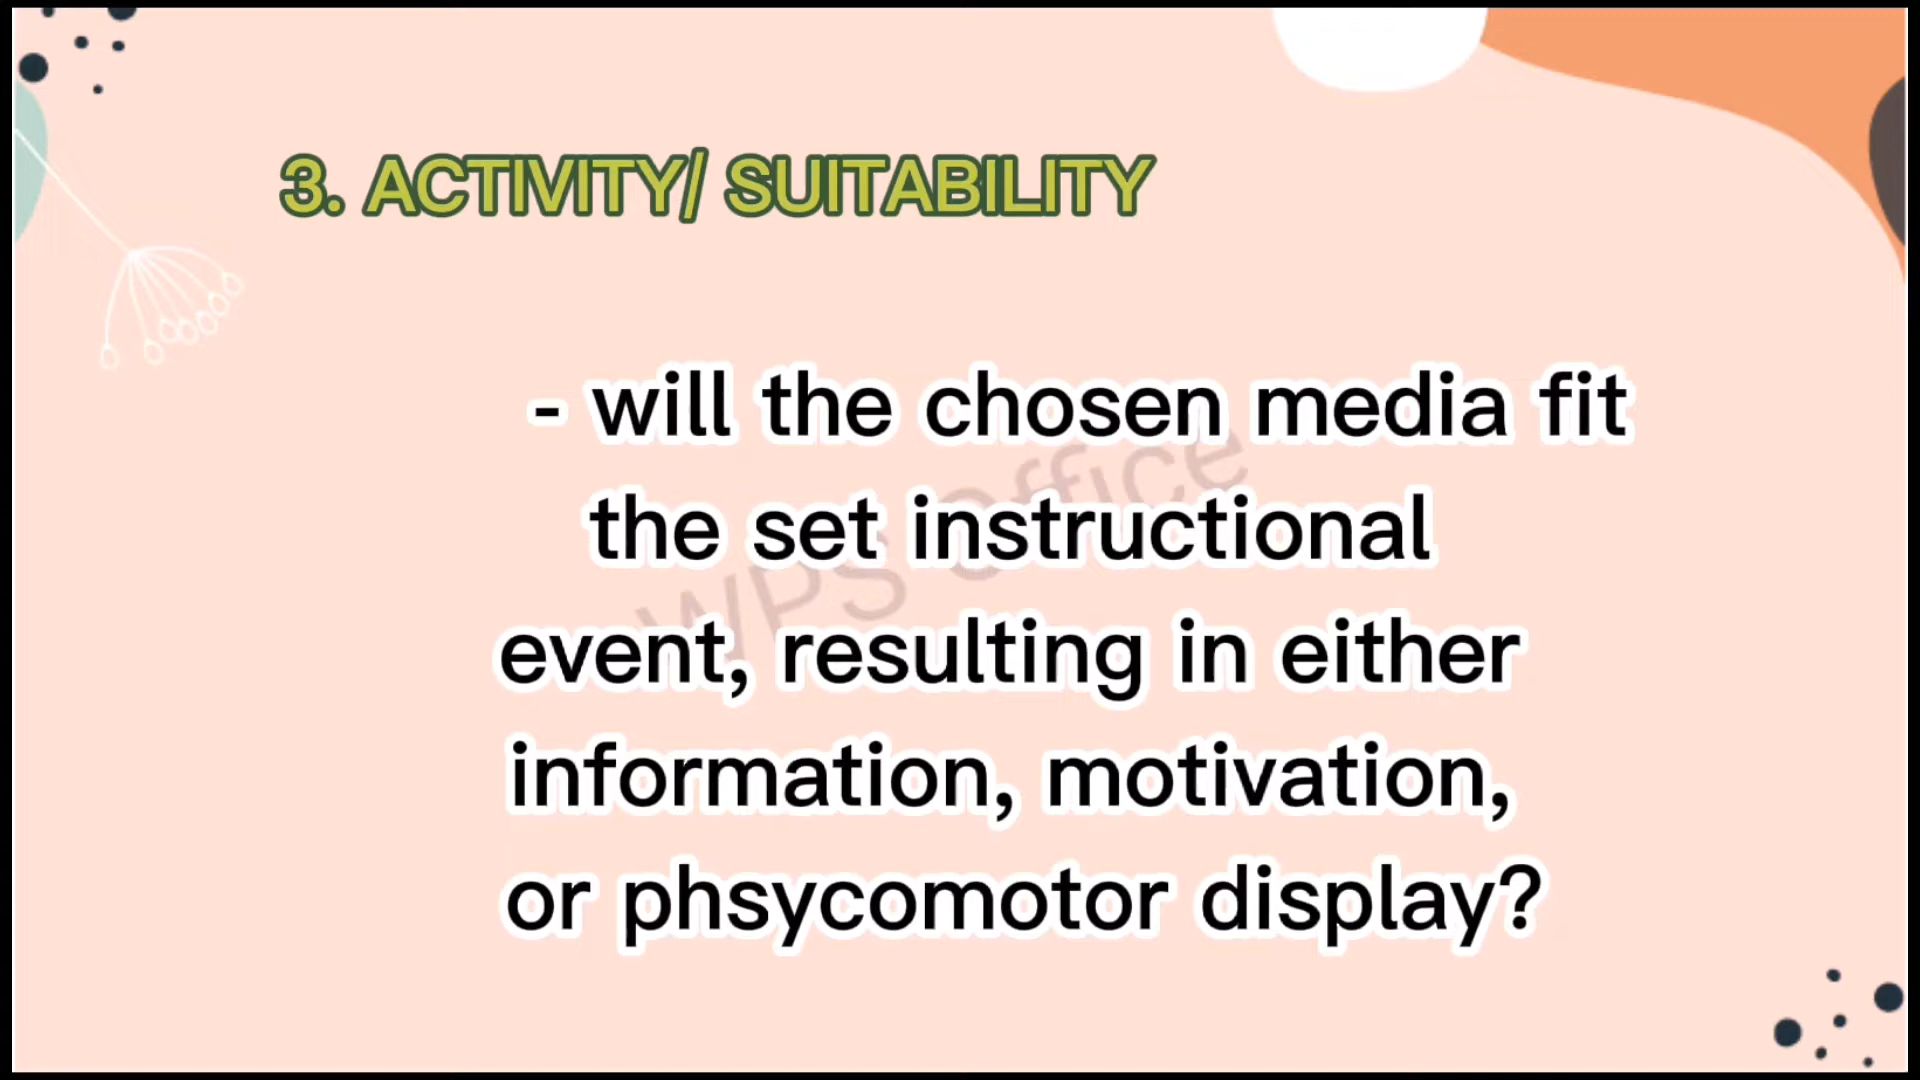 3. ACTIVITY/ SUITABILITY
- will the chosen media fit
the set instructional
event, resulting in either
information, motivation,
or phsycomotor display?
WPS Office